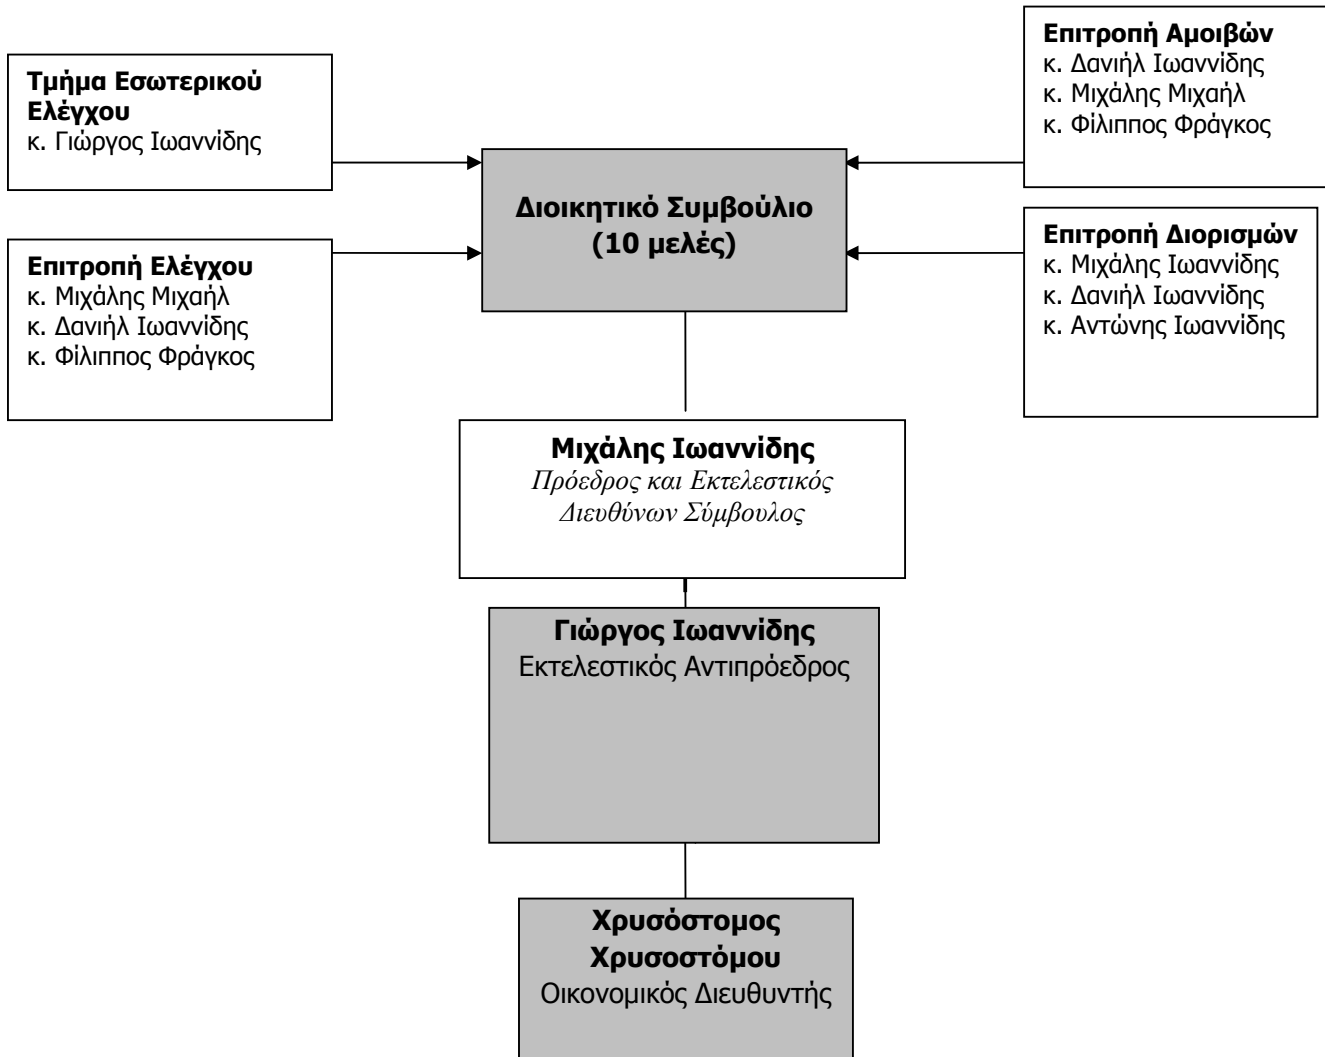 Τμήμα Εσωτερικού
Ελέγχου
κ. Γιώργος Ιωαννίδης
Επιτροπή Ελέγχου
κ. Μιχάλης Μιχαήλ
κ. Δανιήλ Ιωαννίδης
κ. Φίλιππος Φράγκος
Επιτροπή Αμοιβών
κ. Δανιήλ Ιωαννίδης
κ. Μιχάλης Μιχαήλ
κ. Φίλιππος Φράγκος
Επιτροπή Διορισμών
κ. Μιχάλης Ιωαννίδης
κ. Δανιήλ Ιωαννίδης
κ. Αντώνης Ιωαννίδης
Διοικητικό Συμβούλιο
(10 μελές)
Μιχάλης Ιωαννίδης
Πρόεδρος και Εκτελεστικός
Διευθύνων Σύμβουλος
Γιώργος Ιωαννίδης
Εκτελεστικός Αντιπρόεδρος
Χρυσόστομος
Χρυσοστόμου
Οικονομικός Διευθυντής